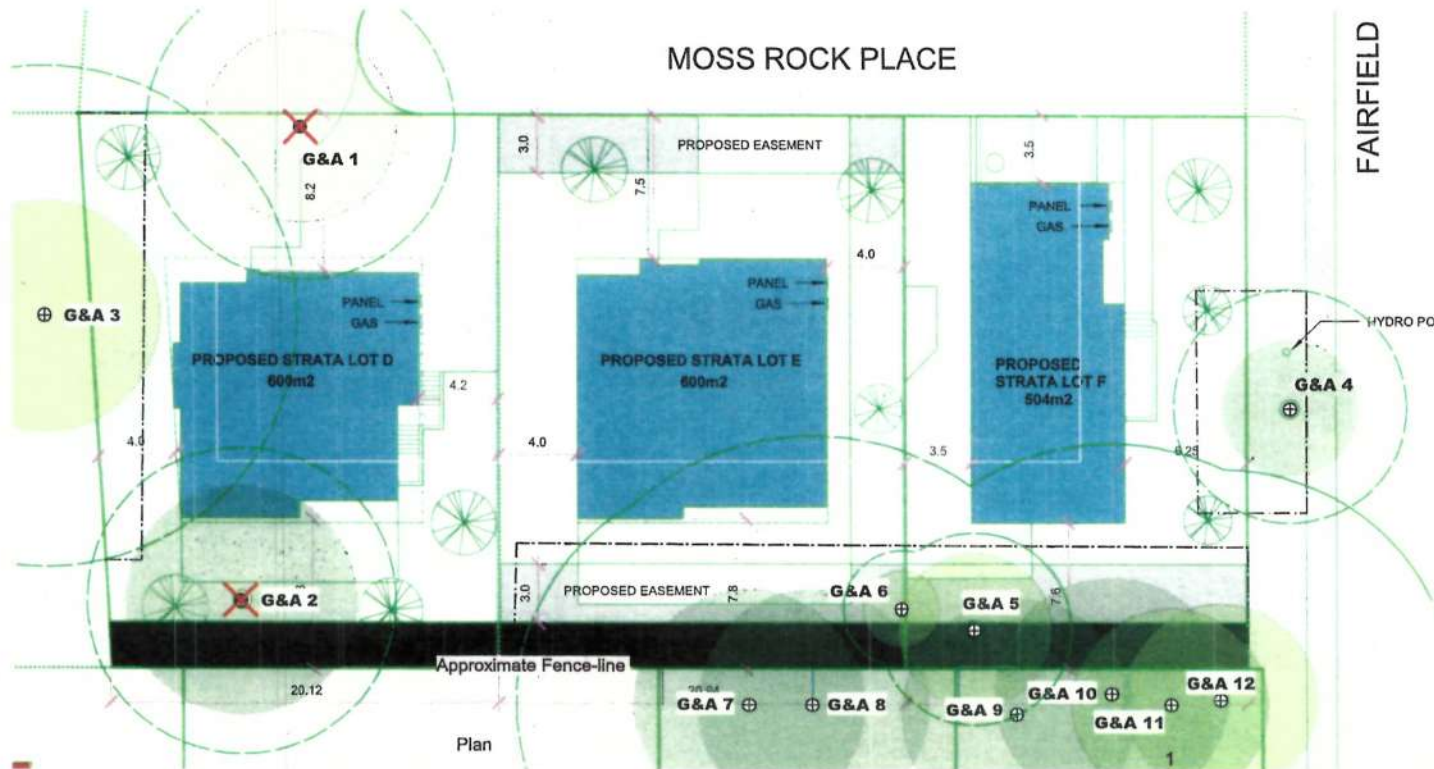 MOSS ROCK PLACE
FAIRFIELD
G&A 1
8.2
3.0
PROPOSED EASEMENT
7.5
3.5
PANEL
GAS
4.0
G&A 3
PANEL
GAS
PANEL
GAS
HYDRO PO
PROPOSED STRATA LOT D
600m2
4.2
PROPOSED STRATA LOT E
600m2
PROPOSED
STRATA LOT F
504m2
G&A 4
4.0
4.0
3.5
6.25
G&A 2
3.0
PROPOSED EASEMENT
7.8
G&A 6
G&A 5
7.6
Approximate Fence-line
20.12
20.94
G&A 7
G&A 8
G&A 9
G&A 10
G&A 11
G&A 12
Plan
1